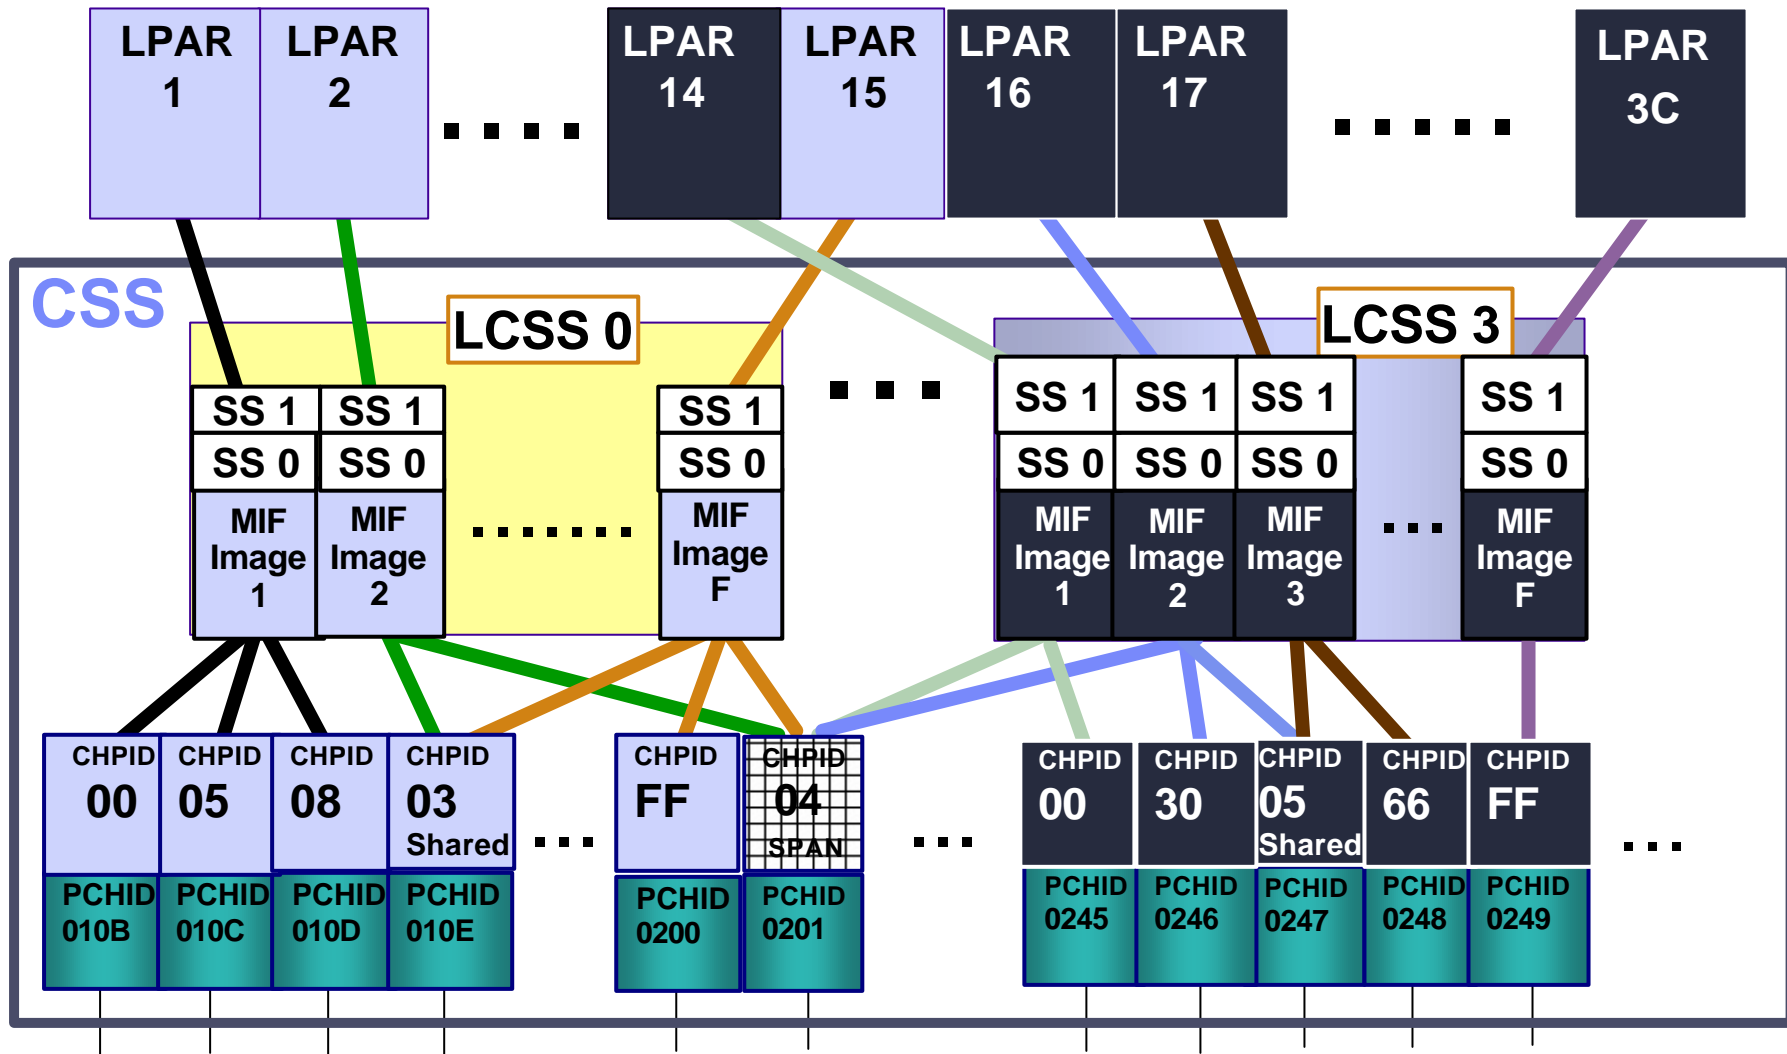 LPAR
1
LPAR
2
LPAR
14
LPAR
15
LPAR
16
LPAR
17
LPAR
3C
CSS
LCSS 0
LCSS 3
SS 1
SS 0
MIF
Image
1
SS 1
SS 0
MIF
Image
2
SS 1
SS 0
MIF
Image
F
SS 1
SS 0
MIF
Image
1
SS 1
SS 0
MIF
Image
2
SS 1
SS 0
MIF
Image
3
SS 1
SS 0
MIF
Image
F
CHPID
00
PCHID
010B
CHPID
05
PCHID
010C
CHPID
08
PCHID
010D
CHPID
03
Shared
PCHID
010E
CHPID
FF
PCHID
0200
CHPID
04
SPAN
PCHID
0201
CHPID
00
PCHID
0245
CHPID
30
PCHID
0246
CHPID
05
Shared
PCHID
0247
CHPID
66
PCHID
0248
CHPID
FF
PCHID
0249